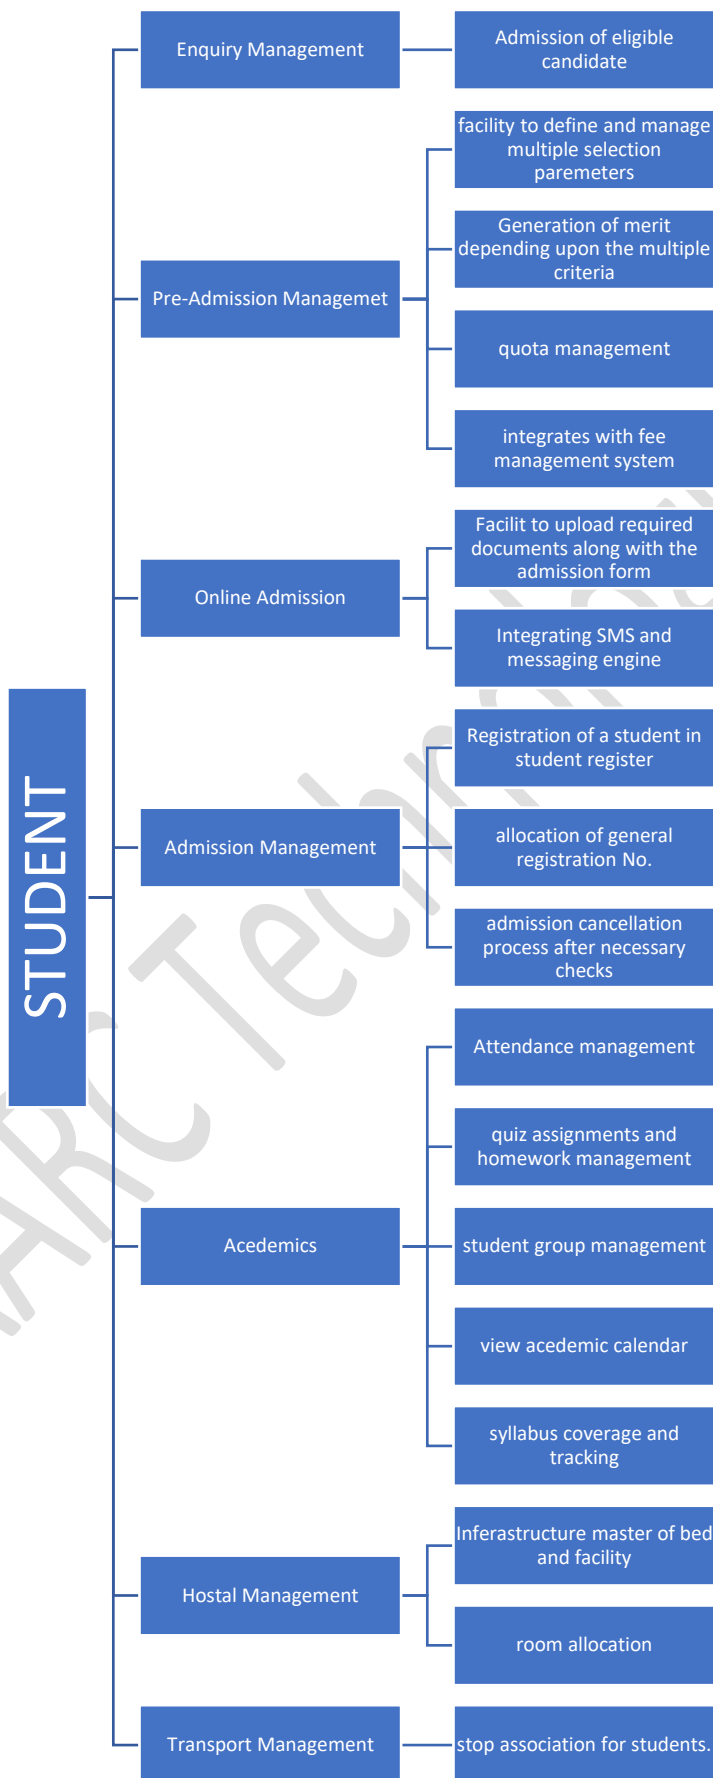 STUDENT
Enquiry Management
Admission of eligible
candidate
Pre-Admission Managemet
facility to define and manage
multiple selection
paremeters
Generation of merit
depending upon the multiple
criteria
quota management
integrates with fee
management system
Online Admission
Facilit to upload required
documents along with the
admission form
Integrating SMS and
messaging engine
Admission Management
Registration of a student in
student register
allocation of general
registration No.
admission cancellation
process after necessary
checks
Acedemics
Attendance management
quiz assignments and
homework management
student group management
view acedemic calendar
syllabus coverage and
tracking
Hostal Management
Inferastructure master of bed
and facility
room allocation
Transport Management
stop association for students.